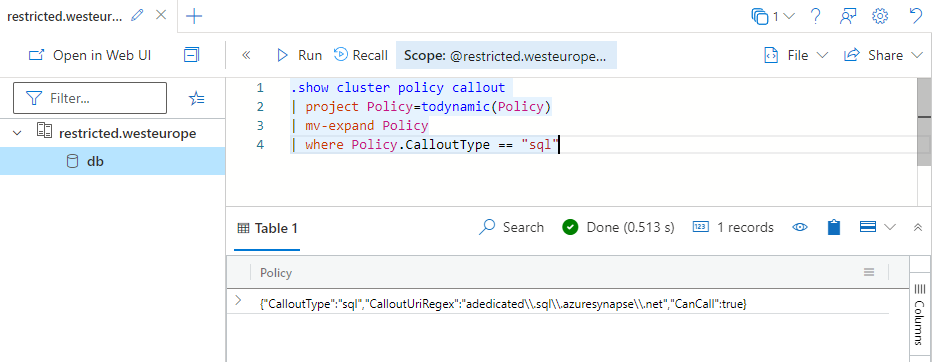 restricted.westeur...
1
Open in Web UI
Run
Recall
Scope: @restricted.westeurope...
File
Share
Filter...
restricted.westeurope
db
1 .show cluster policy callout
2 | project Policy=todynamic(Policy)
3 | mv-expand Policy
4 | where Policy.CalloutType == "sql"
Table 1
Search
Done (0.513 s)
123
1 records
Policy
{"CalloutType":"sql","CalloutUriRegex":"adedicated\\.sql\\.azuresynapse\\.net","CanCall":true}
Columns